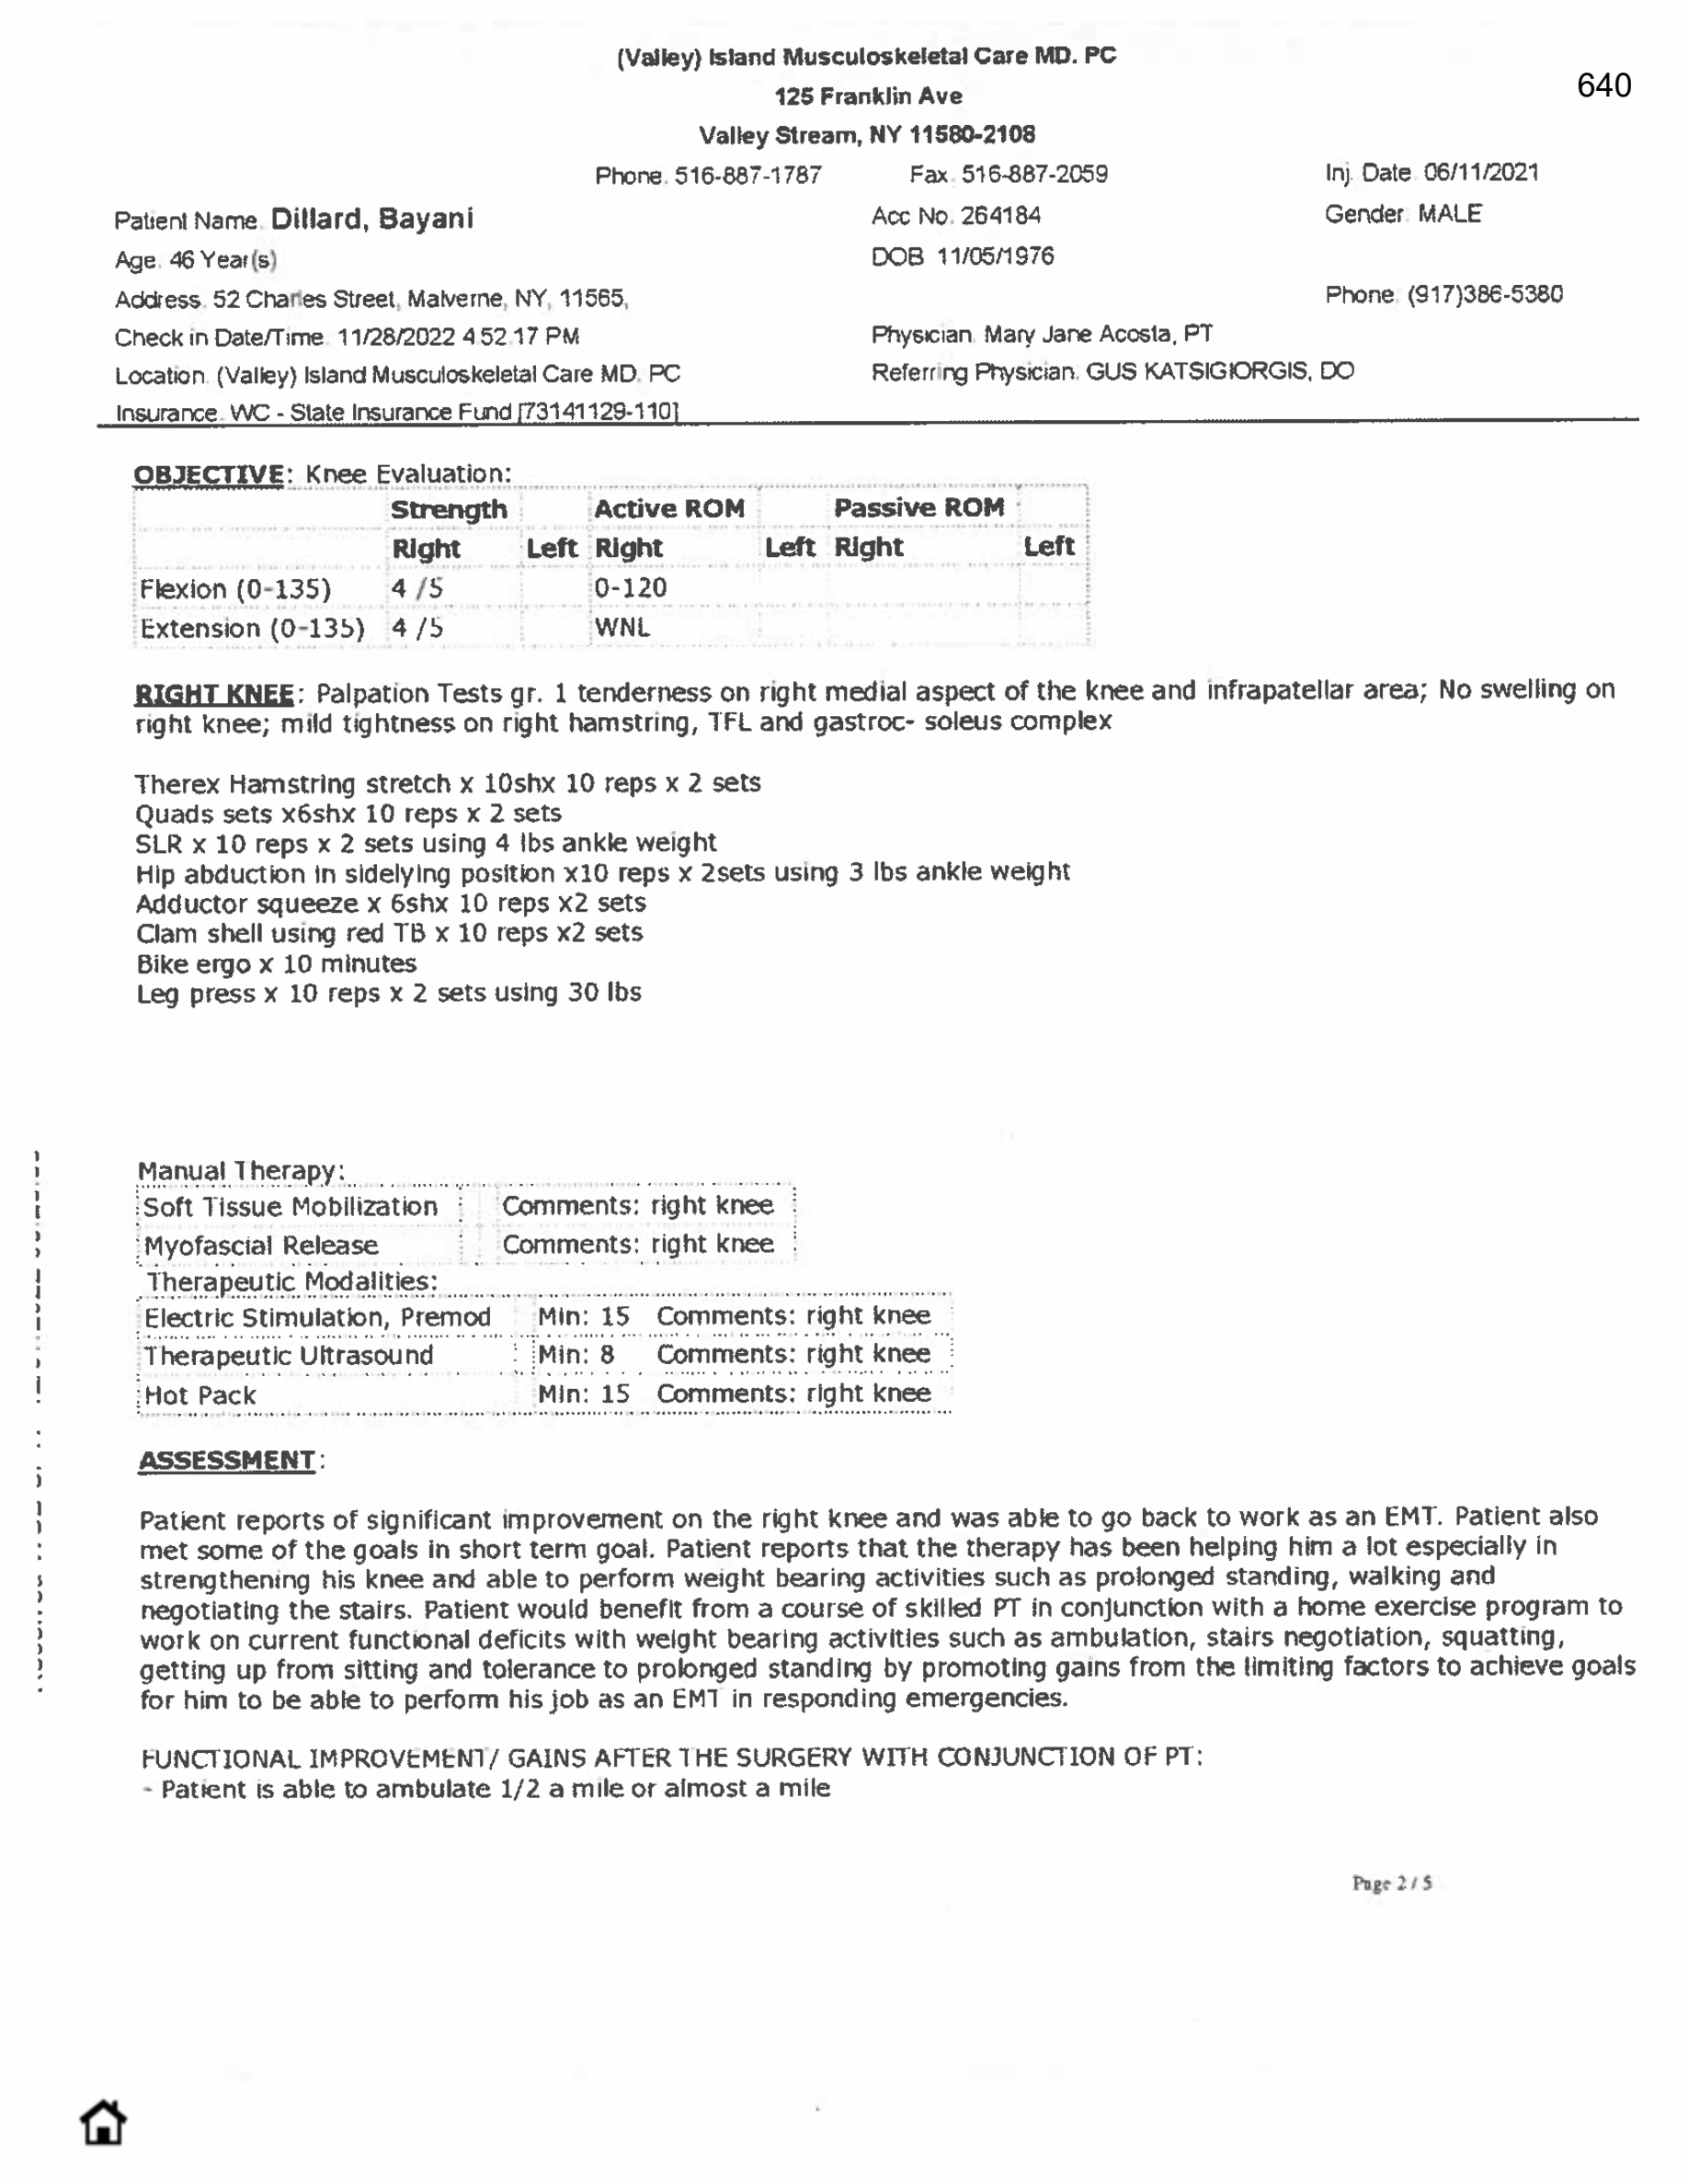 (Valley) Island Musculoskeletal Care MD. PC
640
125 Franklin Ave
Valley Stream, NY 11580-2108
Phone. 516-887-1787 Fax. 516-887-2059 Inj. Date. 06/11/2021
Patient Name. Dillard, Bayani Acc No. 264184 Gender. MALE
Age. 46 Year(s) DOB 11/05/1976
Address. 52 Charles Street, Malverne, NY, 11565, Phone. (917)386-5380
Check in Date/Time. 11/28/2022 4.52.17 PM Physician. Mary Jane Acosta, PT
Location. (Valley) Island Musculoskeletal Care MD. PC Referring Physician. GUS KATSIGIORGIS, DO
Insurance. WC - State Insurance Fund [73141129-110]
OBJECTIVE: Knee Evaluation:
Strength Active ROM Passive ROM
Right Left Right Left Right Left
Flexion (0-135) 4 /5 0-120
Extension (0-135) 4 /5 WNL
RIGHT KNEE: Palpation Tests gr. 1 tenderness on right medial aspect of the knee and infrapatellar area; No swelling on
right knee; mild tightness on right hamstring, TFL and gastroc- soleus complex
Therex Hamstring stretch x 10shx 10 reps x 2 sets
Quads sets x6shx 10 reps x 2 sets
SLR x 10 reps x 2 sets using 4 lbs ankle weight
Hip abduction in sidelying position x10 reps x 2sets using 3 lbs ankle weight
Adductor squeeze x 6shx 10 reps x2 sets
Clam shell using red TB x 10 reps x2 sets
Bike ergo x 10 minutes
Leg press x 10 reps x 2 sets using 30 lbs
Manual Therapy:
Soft Tissue Mobilization Comments: right knee
Myofascial Release Comments: right knee
Therapeutic Modalities:
Electric Stimulation, Premod Min: 15 Comments: right knee
Therapeutic Ultrasound Min: 8 Comments: right knee
Hot Pack Min: 15 Comments: right knee
ASSESSMENT:
Patient reports of significant improvement on the right knee and was able to go back to work as an EMT. Patient also
met some of the goals in short term goal. Patient reports that the therapy has been helping him a lot especially in
strengthening his knee and able to perform weight bearing activities such as prolonged standing, walking and
negotiating the stairs. Patient would benefit from a course of skilled PT in conjunction with a home exercise program to
work on current functional deficits with weight bearing activities such as ambulation, stairs negotiation, squatting,
getting up from sitting and tolerance to prolonged standing by promoting gains from the limiting factors to achieve goals
for him to be able to perform his job as an EMT in responding emergencies.
FUNCTIONAL IMPROVEMENT/ GAINS AFTER THE SURGERY WITH CONJUNCTION OF PT:
- Patient is able to ambulate 1/2 a mile or almost a mile
Page 2 / 5